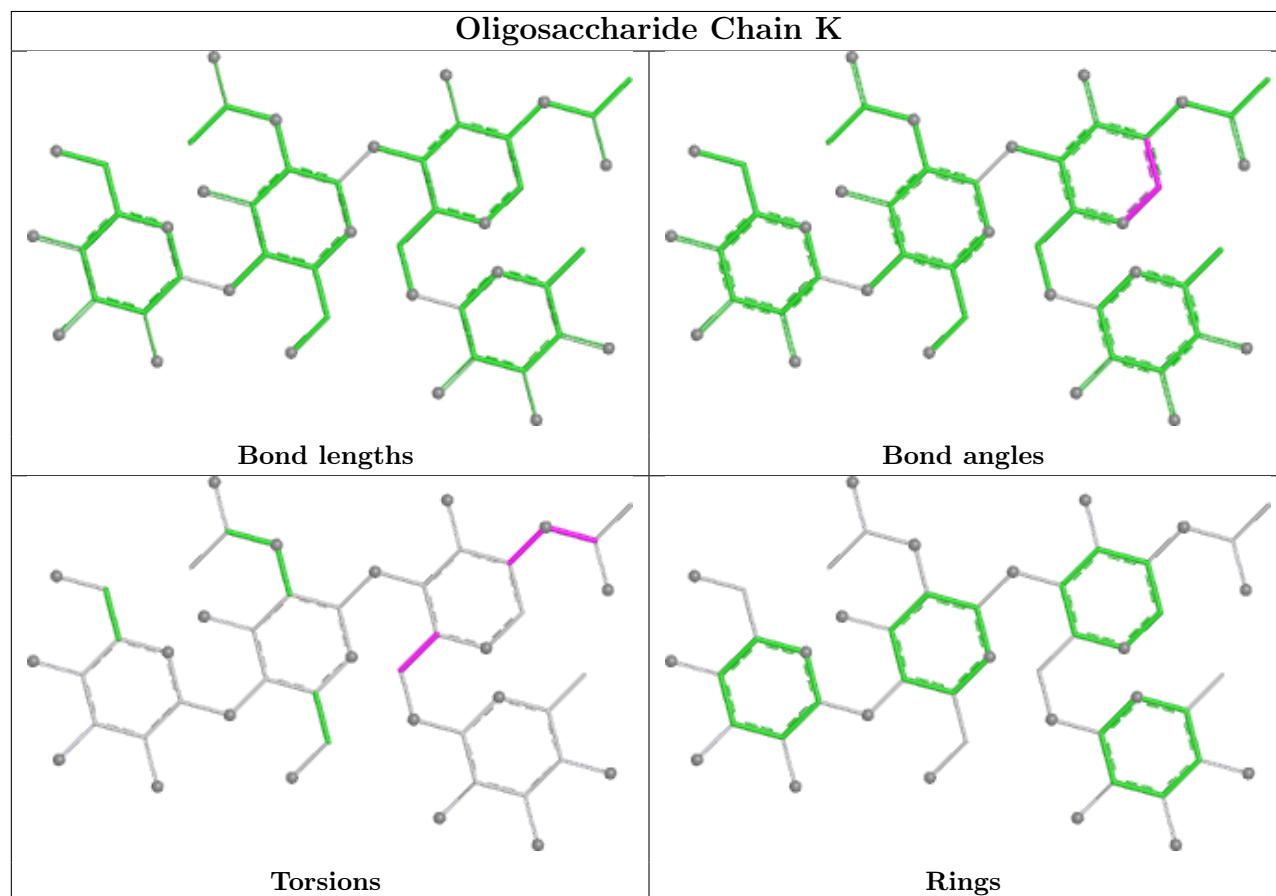 Oligosaccharide Chain K
Bond lengths
Bond angles
Torsions
Rings